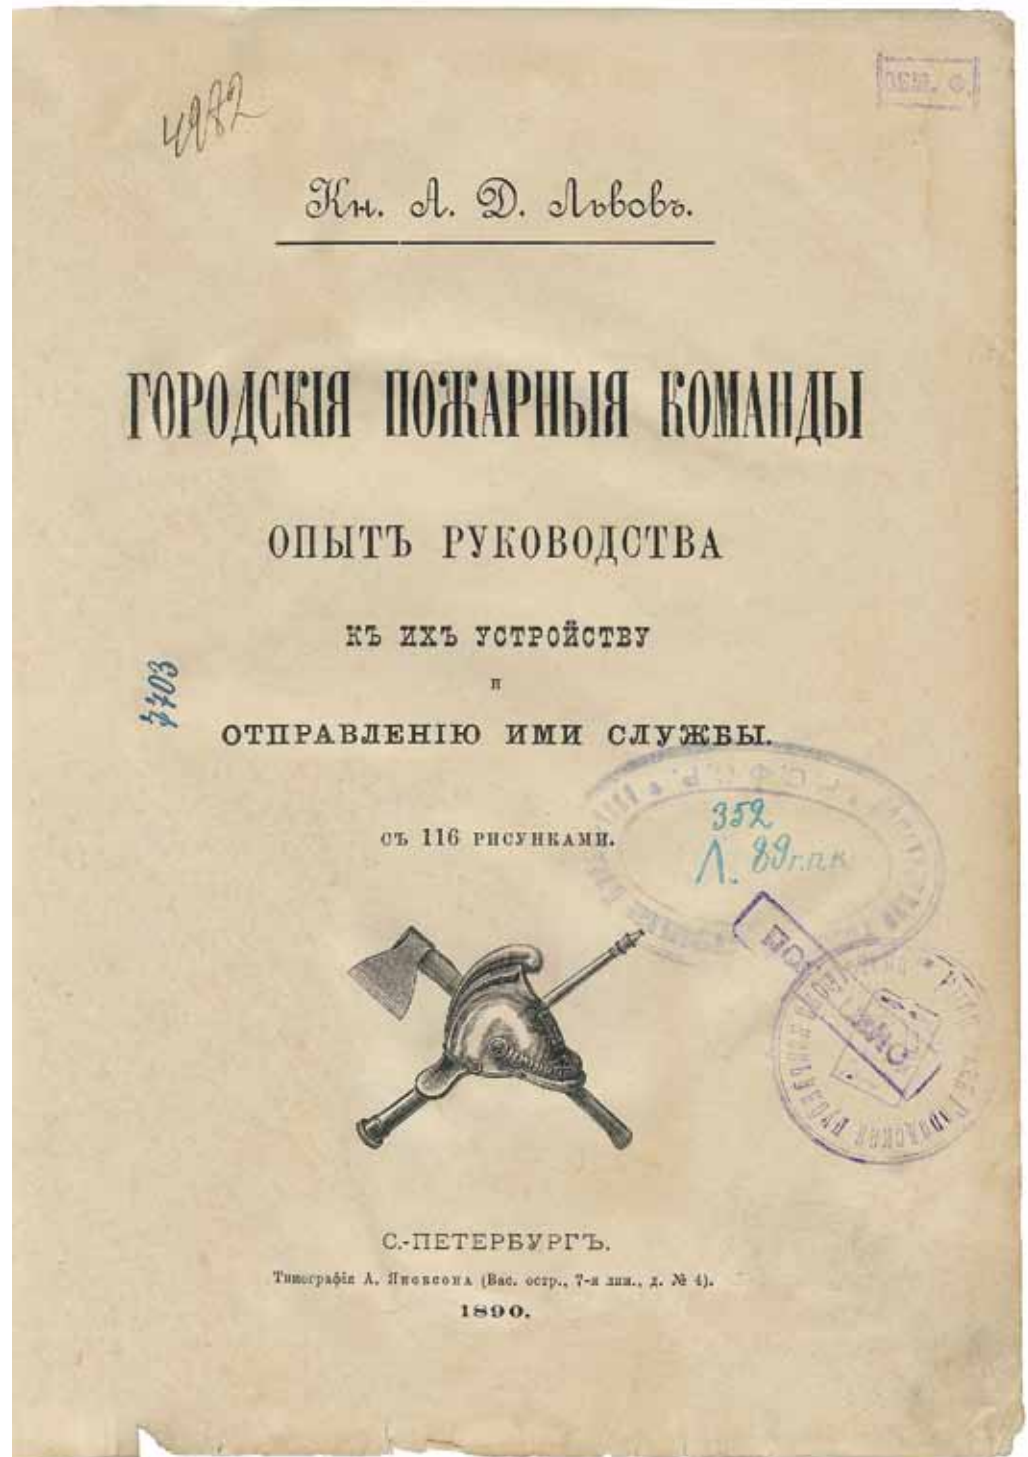 4982
Кн. А. Д. Львовъ.
ГОРОДСКІЯ ПОЖАРНЫЯ КОМАНДЫ
ОПЫТЪ РУКОВОДСТВА
КЪ ИХЪ УСТРОЙСТВУ
И
ОТПРАВЛЕНІЮ ИМИ СЛУЖБЫ.
7703
СЪ 116 РИСУНКАМИ.
352
Л. 89 г.п.к
С.-ПЕТЕРБУРГЪ.
Типографія А. Якобсона (Вас. остр., 7-я лин., д. № 4).
1890.